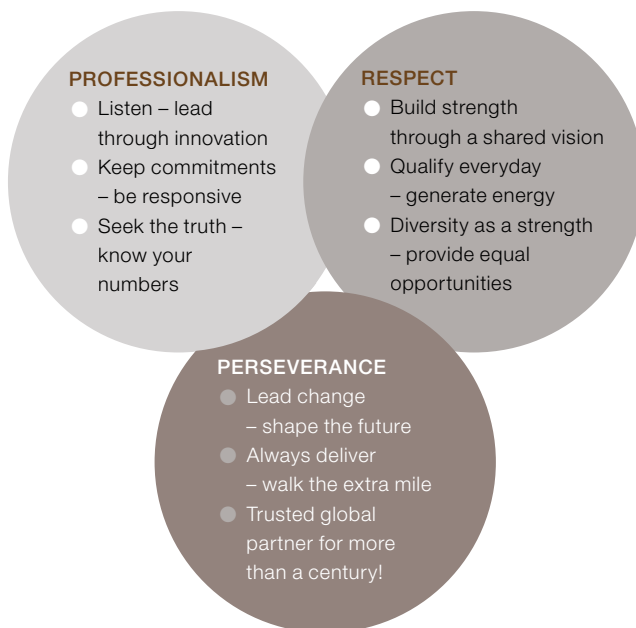 PROFESSIONALISM
Listen – lead
through innovation
Keep commitments
– be responsive
Seek the truth –
know your
numbers
RESPECT
Build strength
through a shared vision
Qualify everyday
– generate energy
Diversity as a strength
– provide equal
opportunities
PERSEVERANCE
Lead change
– shape the future
Always deliver
– walk the extra mile
Trusted global
partner for more
than a century!